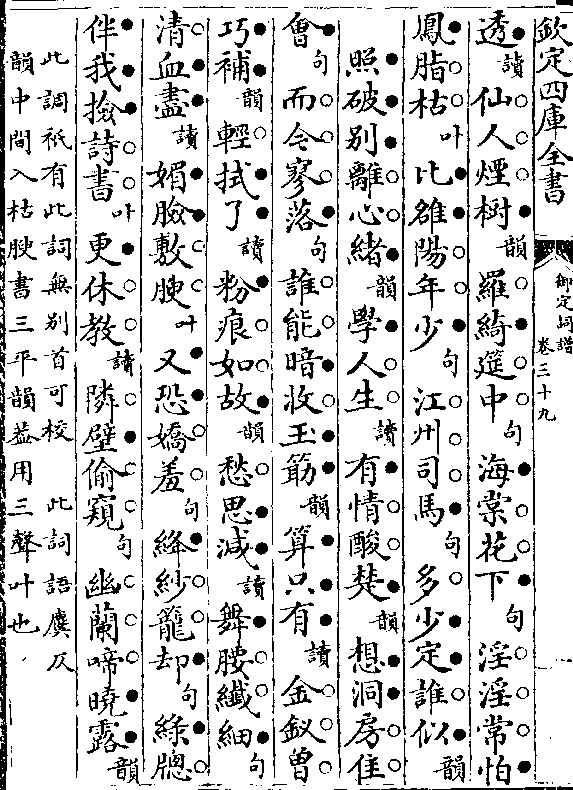 欽定四庫全書
御定詞譜
卷三十九
透讀仙人煙樹韻羅綺筵中句海棠花下句淫淫常怕
鳳脂枯叶比雒陽年少句江州司馬句多少定誰似韻
照破别離心緒韻學人生讀有情酸楚韻想洞房佳
會句而今寥落句誰能暗收玉筯韻算只有讀金釵曾
巧補韻輕拭了讀粉痕如故韻愁思減讀舞腰纖細句
清血盡讀媚臉敷腴叶又恐嬌羞句絳紗籠却句綠牕
伴我撿詩書叶更休教讀隣壁偷窺句幽蘭啼曉露韻
此調祇有此詞無别首可校　此詞語麌仄
韻中間入枯腴書三平韻葢用三聲叶也